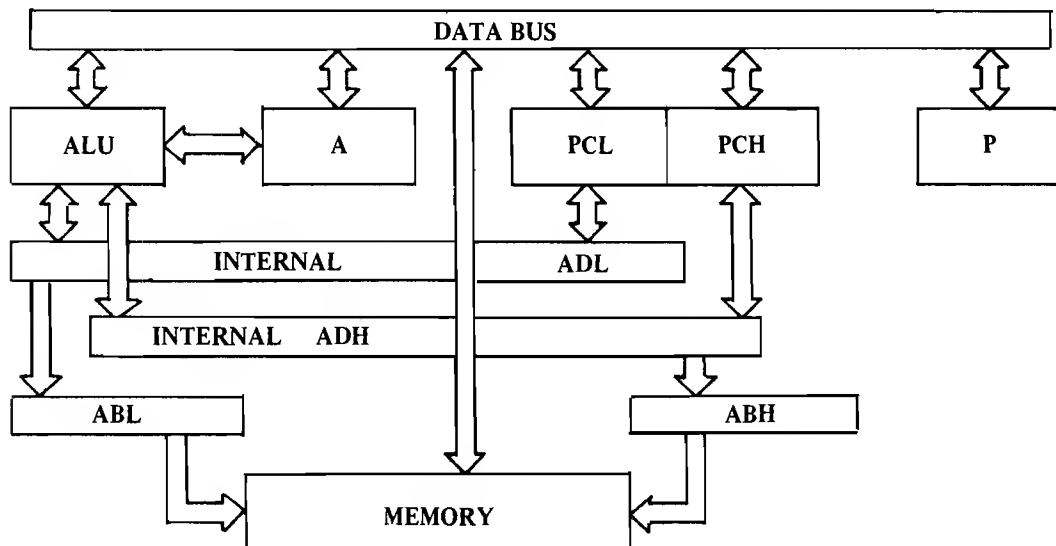 DATA BUS
ALU
A
PCL
PCH
P
INTERNAL ADL
INTERNAL ADH
ABL
ABH
MEMORY